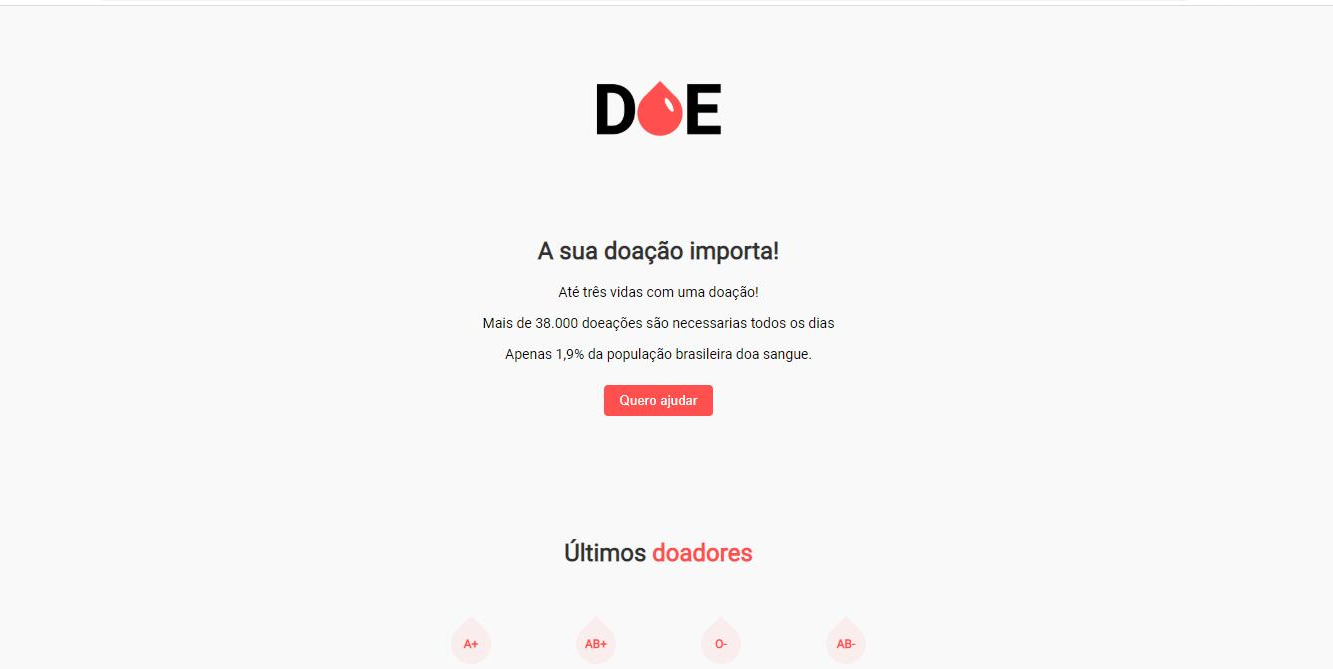 DOE
A sua doação importa!
Até três vidas com uma doação!
Mais de 38.000 doeações são necessarias todos os dias
Apenas 1,9% da população brasileira doa sangue.
Quero ajudar
Últimos doadores
A+ AB+ O- AB-